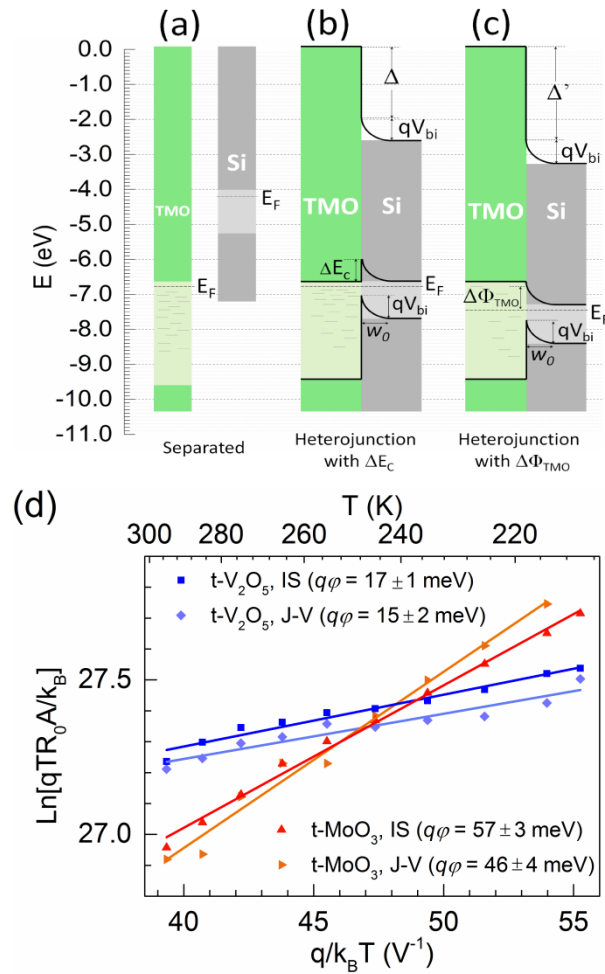 (a) (b) (c)
0.0
-1.0
-2.0
-3.0
-4.0
-5.0
-6.0
-7.0
-8.0
-9.0
-10.0
-11.0
E (eV)
TMO
E_F
Si
E_F
Separated
Δ
qV_bi
TMO
Si
ΔE_c
E_F
qV_bi
w_0
Heterojunction
with ΔE_C
Δ'
qV_bi
TMO
Si
ΔΦ_TMO
E_F
qV_bi
w_0
Heterojunction
with ΔΦ_TMO
(d)
T (K)
300 280 260 240 220
t-V₂O₅, IS (qφ = 17 ±1 meV)
t-V₂O₅, J-V (qφ = 15 ± 2 meV)
27.5
27.0
Ln[qTR₀A/k_B]
t-MoO₃, IS (qφ = 57 ± 3 meV)
t-MoO₃, J-V (qφ = 46 ± 4 meV)
40 45 50 55
q/k_BT (V⁻¹)